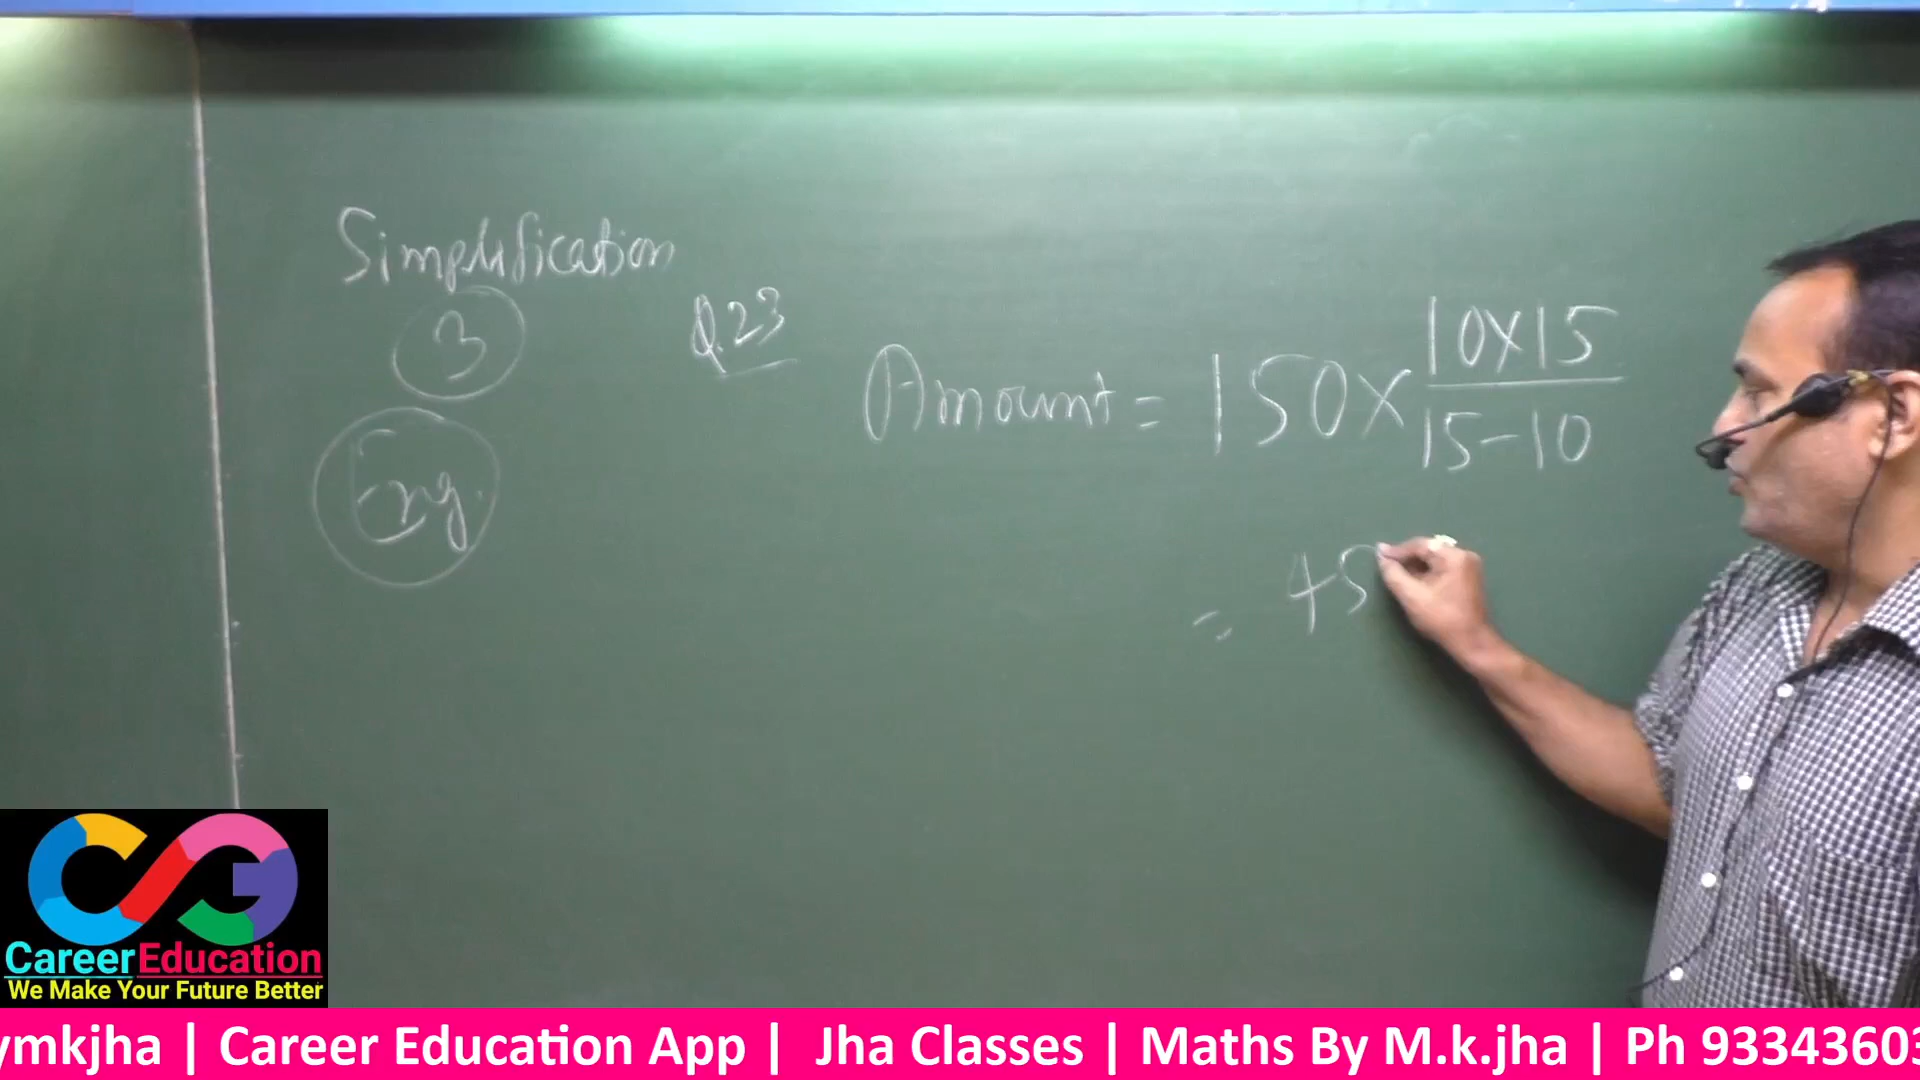 Simplification
3
Eng.
Q.23
Amount = 150 × 10×15 / 15-10
= 45
CareerEducation
We Make Your Future Better
ymkjha | Career Education App | Jha Classes | Maths By M.k.jha | Ph 93343603